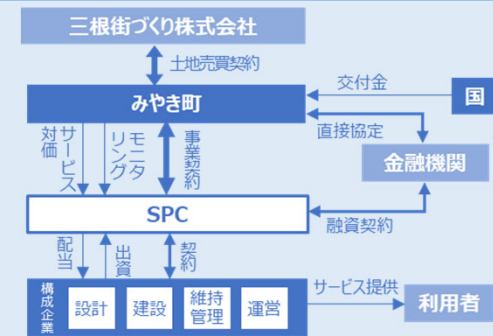 三根街づくり株式会社
土地売買契約
みやき町
交付金
国
直接協定
金融機関
サービス
対価
モニタ
リング
事業契約
SPC
融資契約
配当
出資
契約
構成企業
設計
建設
維持
管理
運営
サービス提供
利用者